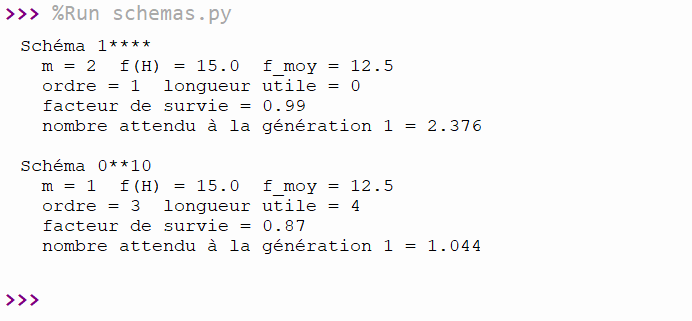 >>> %Run schemas.py
Schéma 1****
m = 2  f(H) = 15.0  f_moy = 12.5
ordre = 1  longueur utile = 0
facteur de survie = 0.99
nombre attendu à la génération 1 = 2.376
Schéma 0**10
m = 1  f(H) = 15.0  f_moy = 12.5
ordre = 3  longueur utile = 4
facteur de survie = 0.87
nombre attendu à la génération 1 = 1.044
>>>